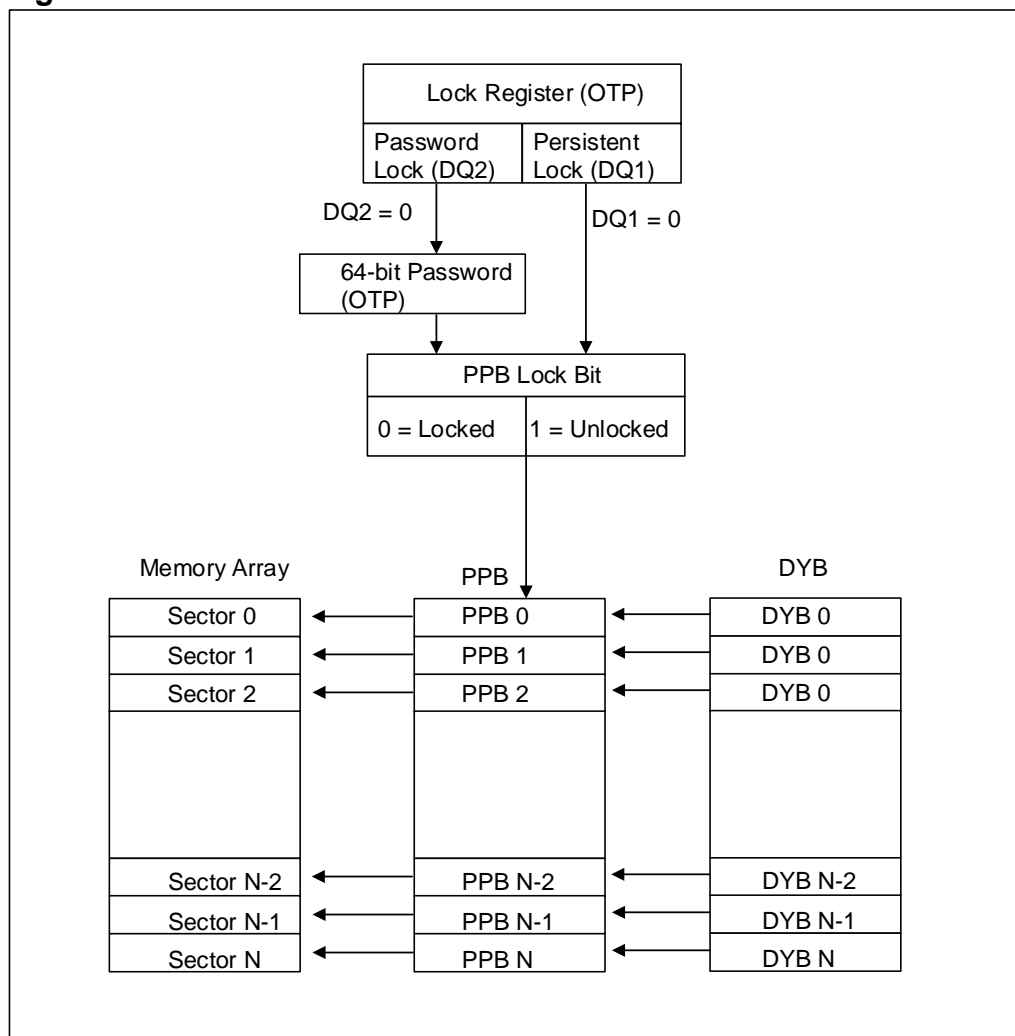 Lock Register (OTP)
Password
Lock (DQ2)
Persistent
Lock (DQ1)
DQ2 = 0
DQ1 = 0
64-bit Password
(OTP)
PPB Lock Bit
0 = Locked
1 = Unlocked
Memory Array
PPB
DYB
Sector 0
PPB 0
DYB 0
Sector 1
PPB 1
DYB 0
Sector 2
PPB 2
DYB 0
Sector N-2
PPB N-2
DYB N-2
Sector N-1
PPB N-1
DYB N-1
Sector N
PPB N
DYB N